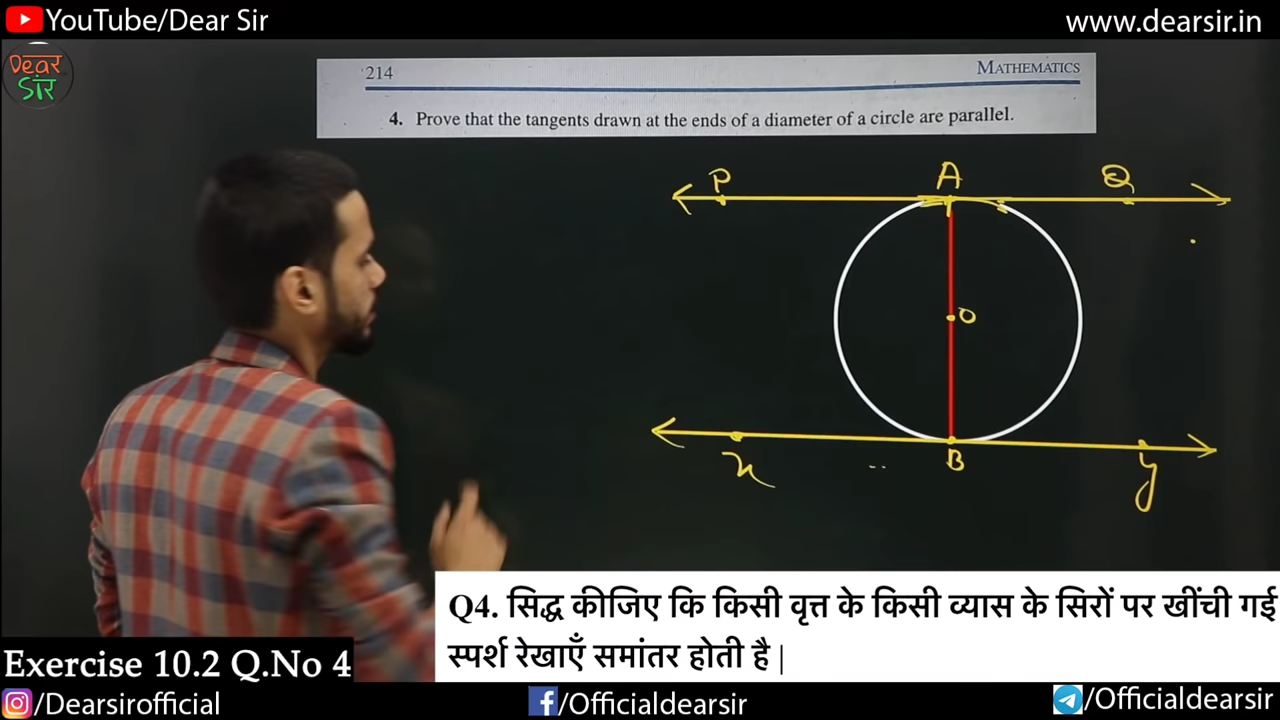 YouTube/Dear Sir
www.dearsir.in
Dear
सर
214
MATHEMATICS
4. Prove that the tangents drawn at the ends of a diameter of a circle are parallel.
P
A
Q
O
x
B
y
Q4. सिद्ध कीजिए कि किसी वृत्त के किसी व्यास के सिरों पर खींची गई
स्पर्श रेखाएँ समांतर होती है |
Exercise 10.2 Q.No 4
/Dearsirofficial
/Officialdearsir
/Officialdearsir